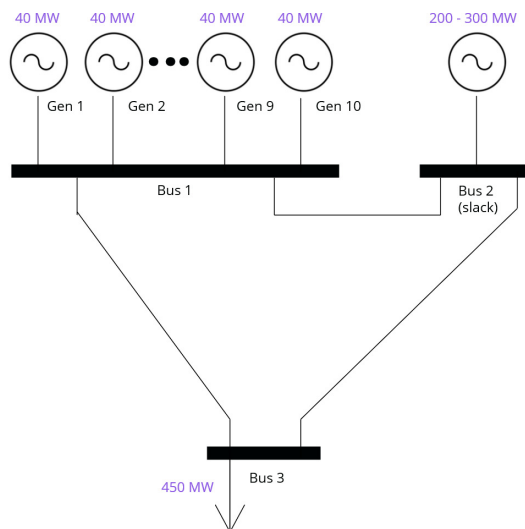 40 MW
40 MW
40 MW
40 MW
200 - 300 MW
Gen 1
Gen 2
Gen 9
Gen 10
Bus 1
Bus 2
(slack)
450 MW
Bus 3